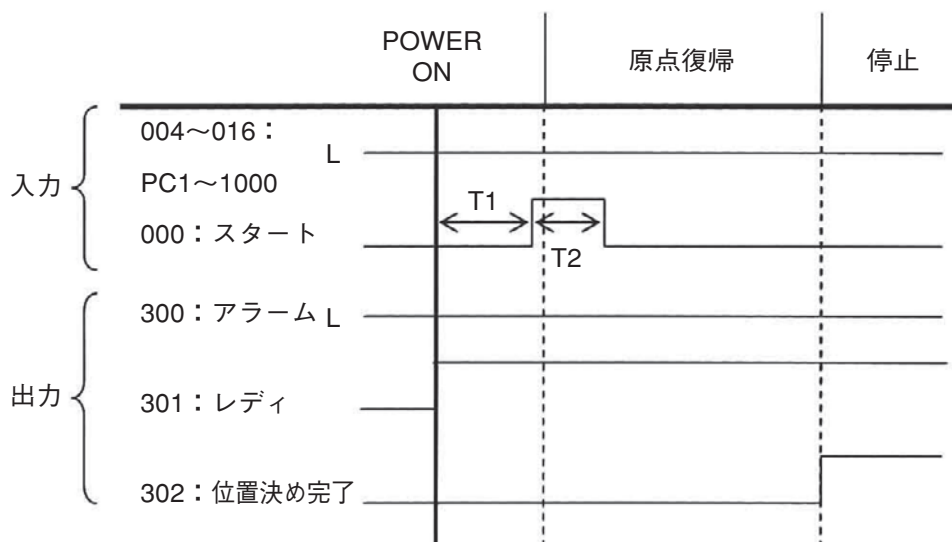 POWER
ON
原点復帰
停止
入力
004～016：
L
PC1～1000
000：スタート
T1
T2
出力
300：アラーム L
301：レディ
302：位置決め完了